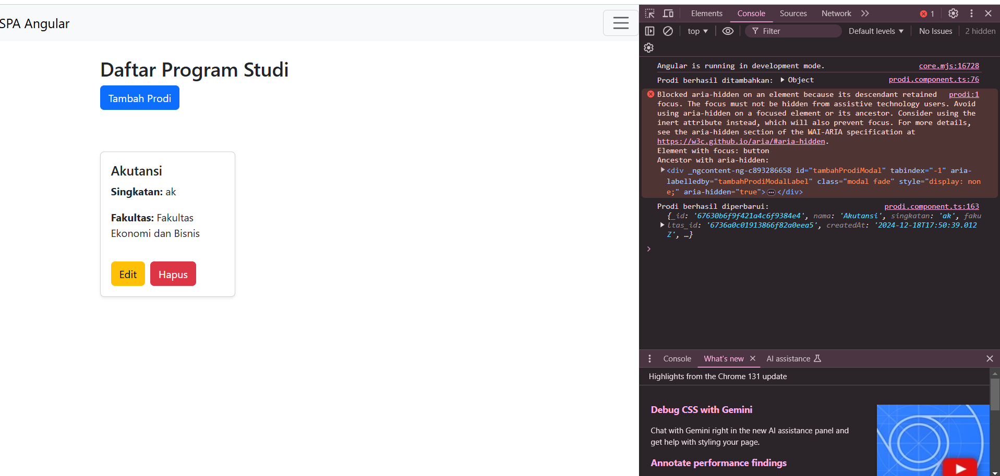 SPA Angular
Daftar Program Studi
Tambah Prodi
Akutansi
Singkatan: ak
Fakultas: Fakultas
Ekonomi dan Bisnis
Edit Hapus
Elements Console Sources Network 1
top Filter Default levels No Issues 2 hidden
Angular is running in development mode. core.mjs:16728
Prodi berhasil ditambahkan: Object prodi.component.ts:76
Blocked aria-hidden on an element because its descendant retained prodi:1
focus. The focus must not be hidden from assistive technology users. Avoid
using aria-hidden on a focused element or its ancestor. Consider using the
inert attribute instead, which will also prevent focus. For more details,
see the aria-hidden section of the WAI-ARIA specification at
https://w3c.github.io/aria/#aria-hidden.
Element with focus: button
Ancestor with aria-hidden:
<div _ngcontent-ng-c893286658 id="tambahProdiModal" tabindex="-1" aria-
labelledby="tambahProdiModalLabel" class="modal fade" style="display: non
e;" aria-hidden="true">…</div>
Prodi berhasil diperbarui: prodi.component.ts:163
{_id: '67630b6f9f421a4c6f9384e4', nama: 'Akutansi', singkatan: 'ak', faku
ltas_id: '6736a0c01913866f82a0eea5', createdAt: '2024-12-18T17:50:39.012
Z', …}
Console What's new AI assistance
Highlights from the Chrome 131 update
Debug CSS with Gemini
Chat with Gemini right in the new AI assistance panel and
get help with styling your page.
Annotate performance findings